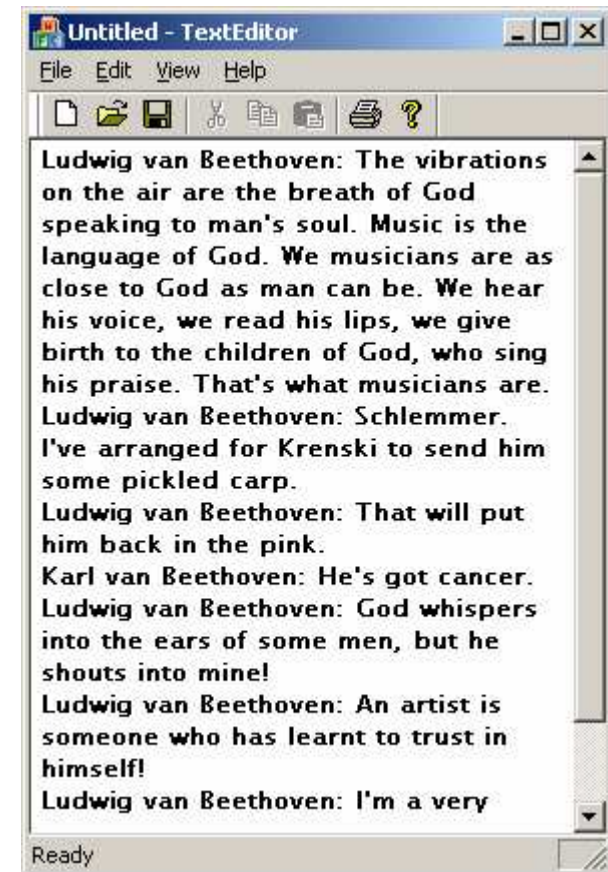 Untitled - TextEditor
File Edit View Help
Ludwig van Beethoven: The vibrations
on the air are the breath of God
speaking to man's soul. Music is the
language of God. We musicians are as
close to God as man can be. We hear
his voice, we read his lips, we give
birth to the children of God, who sing
his praise. That's what musicians are.
Ludwig van Beethoven: Schlemmer.
I've arranged for Krenski to send him
some pickled carp.
Ludwig van Beethoven: That will put
him back in the pink.
Karl van Beethoven: He's got cancer.
Ludwig van Beethoven: God whispers
into the ears of some men, but he
shouts into mine!
Ludwig van Beethoven: An artist is
someone who has learnt to trust in
himself!
Ludwig van Beethoven: I'm a very
Ready